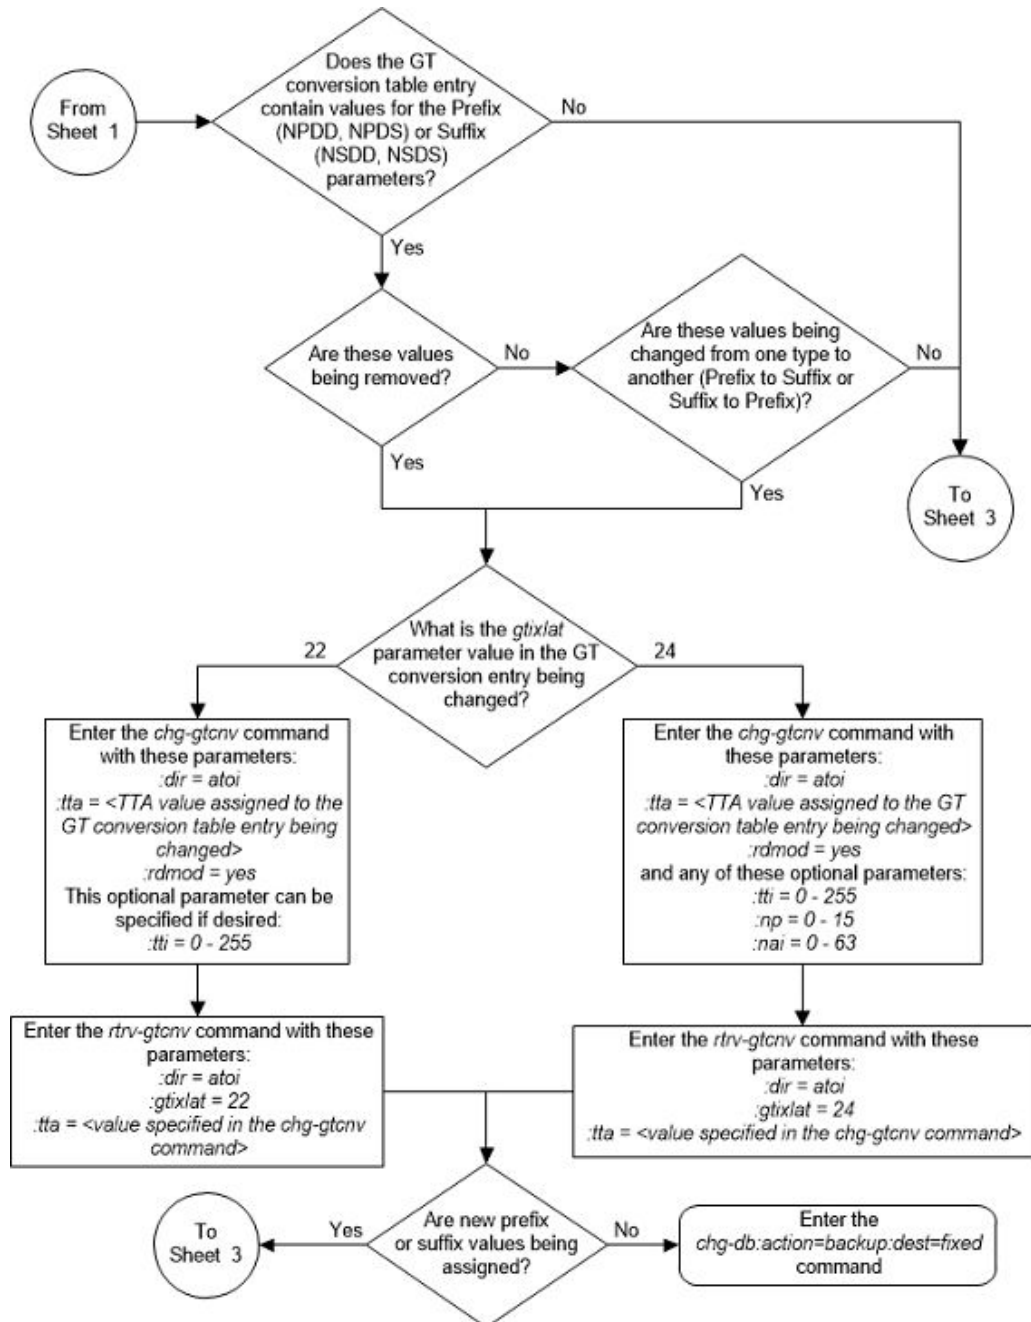 From
Sheet 1
Does the GT
conversion table entry
contain values for the Prefix
(NPDD, NPDS) or Suffix
(NSDD, NSDS)
parameters?
No
Yes
Are these values
being removed?
No
Are these values being
changed from one type to
another (Prefix to Suffix or
Suffix to Prefix)?
No
Yes
Yes
To
Sheet 3
What is the gtixlat
parameter value in the GT
conversion entry being
changed?
22
24
Enter the chg-gtcnv command
with these parameters:
:dir = atoi
:tta = <TTA value assigned to the
GT conversion table entry being
changed>
:rdmod = yes
This optional parameter can be
specified if desired:
:tti = 0 - 255
Enter the chg-gtcnv command with
these parameters:
:dir = atoi
:tta = <TTA value assigned to the GT
conversion table entry being changed>
:rdmod = yes
and any of these optional parameters:
:tti = 0 - 255
:np = 0 - 15
:nai = 0 - 63
Enter the rtrv-gtcnv command with these
parameters:
:dir = atoi
:gtixlat = 22
:tta = <value specified in the chg-gtcnv
command>
Enter the rtrv-gtcnv command with these
parameters:
:dir = atoi
:gtixlat = 24
:tta = <value specified in the chg-gtcnv command>
To
Sheet 3
Yes
Are new prefix
or suffix values being
assigned?
No
Enter the
chg-db:action=backup:dest=fixed
command